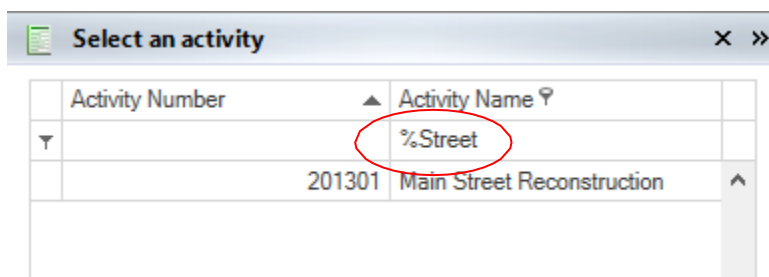 Select an activity
Activity Number Activity Name
%Street
201301 Main Street Reconstruction